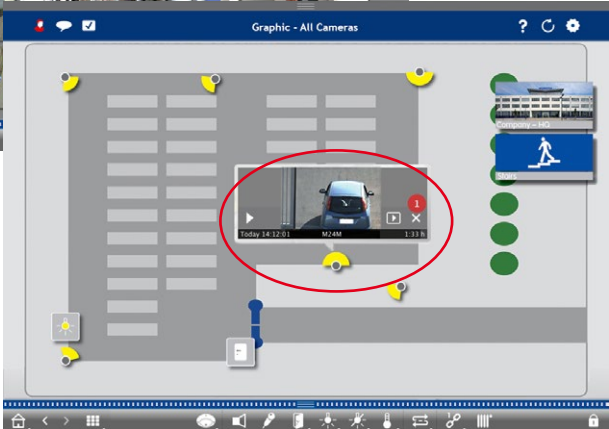 Graphic - All Cameras
?
Company - HQ
Stairs
1
Today 14:12:01 M24M 1:33 h